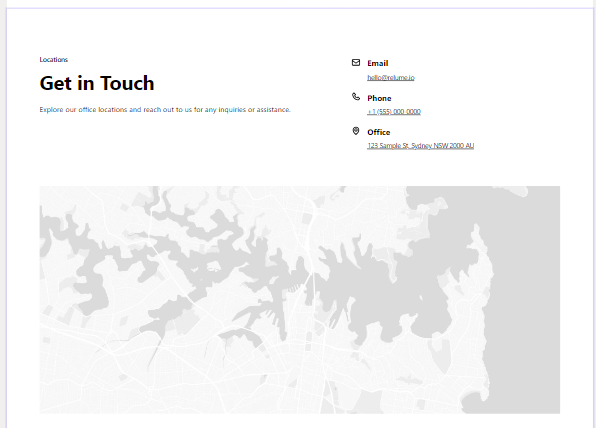 Locations
Get in Touch
Explore our office locations and reach out to us for any inquiries or assistance.
Email
hello@relume.io
Phone
+1 (555) 000-0000
Office
123 Sample St, Sydney NSW 2000 AU